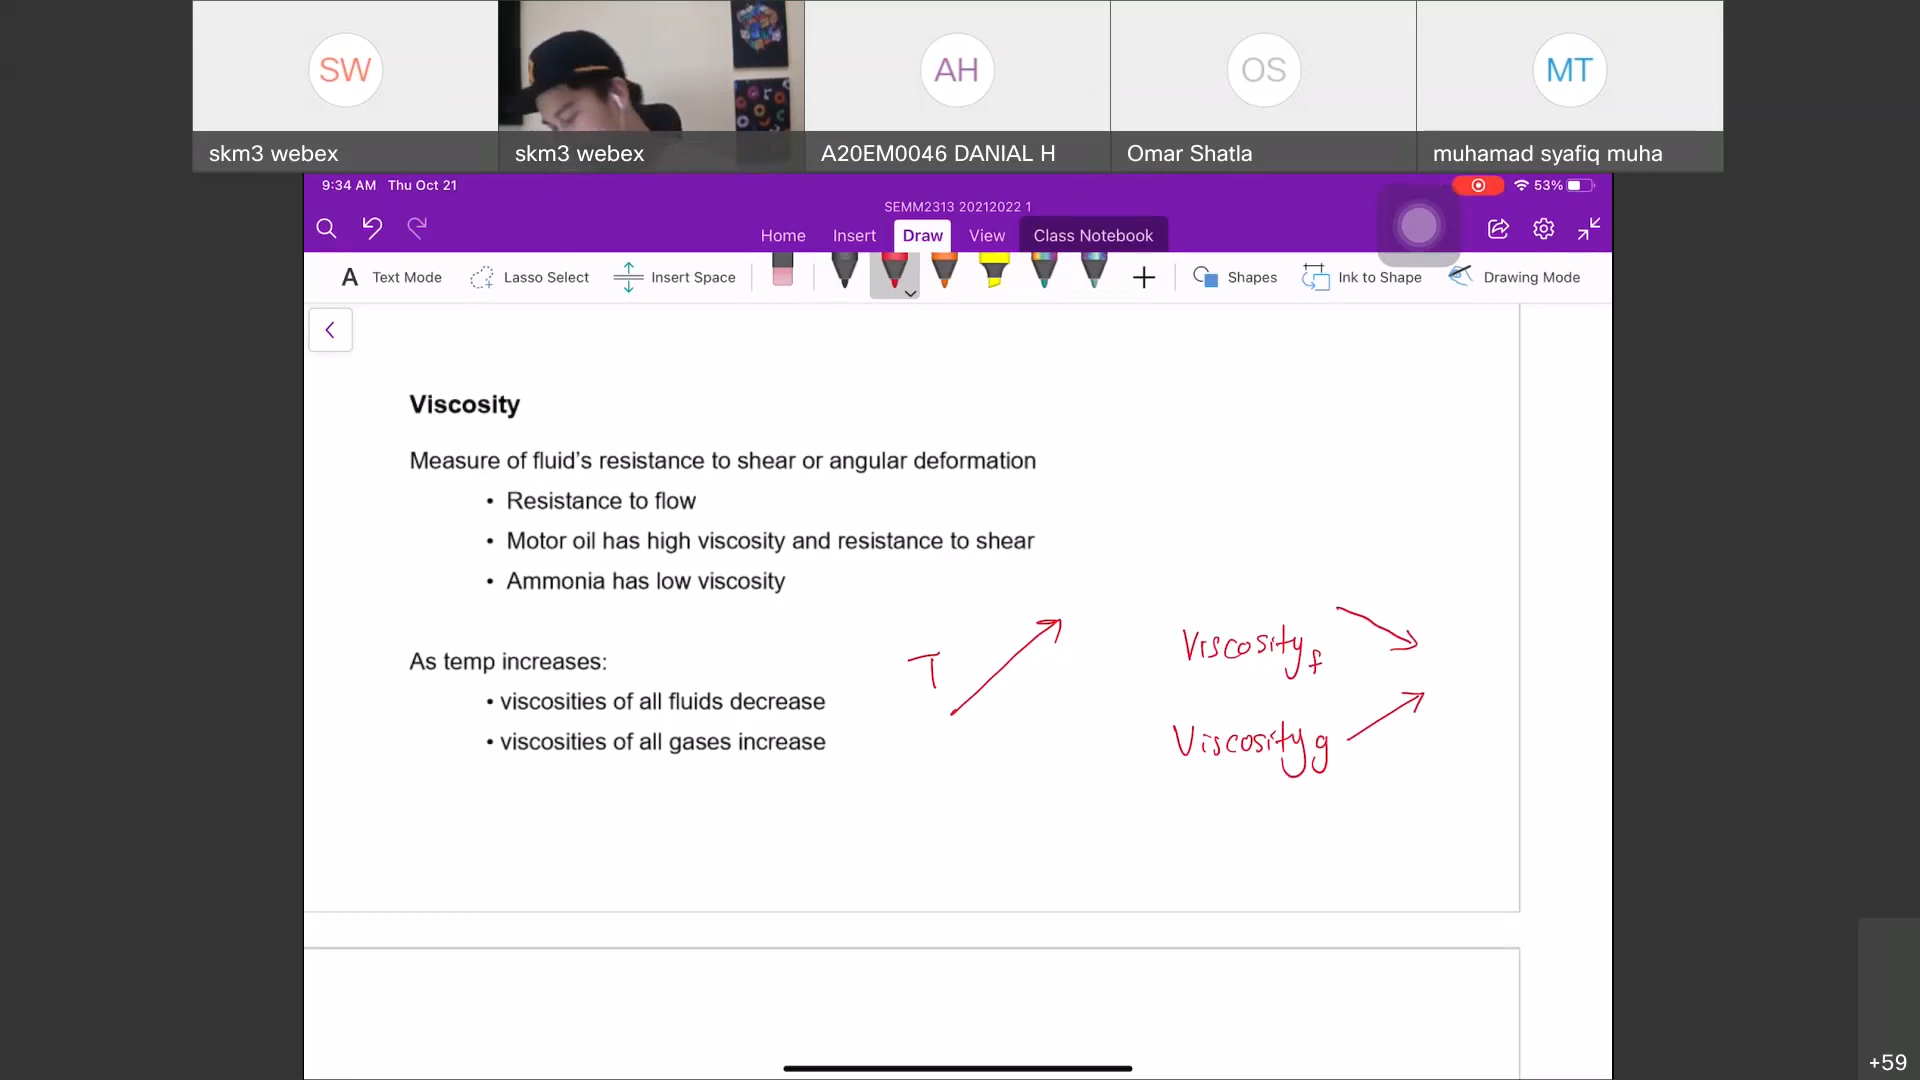 SW
AH
OS
MT
skm3 webex
skm3 webex
A20EM0046 DANIAL H
Omar Shatla
muhamad syafiq muha
9:34 AM Thu Oct 21
53%
SEMM2313 20212022 1
Home Insert Draw View Class Notebook
A Text Mode Lasso Select Insert Space Shapes Ink to Shape Drawing Mode
Viscosity
Measure of fluid’s resistance to shear or angular deformation
• Resistance to flow
• Motor oil has high viscosity and resistance to shear
• Ammonia has low viscosity
As temp increases:
• viscosities of all fluids decrease
• viscosities of all gases increase
T
Viscosity f
Viscosity g
+59